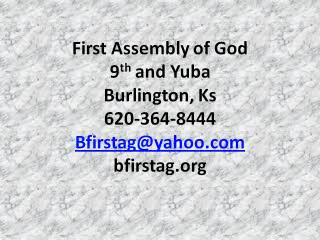 First Assembly of God
9th and Yuba
Burlington, Ks
620-364-8444
Bfirstag@yahoo.com
bfirstag.org